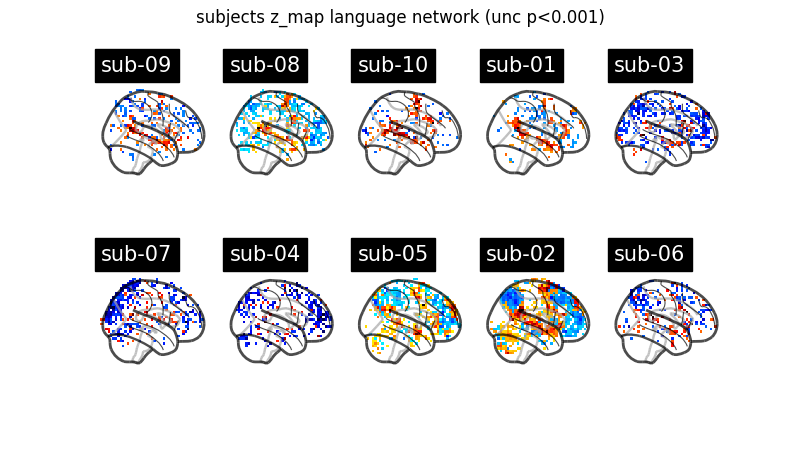 subjects z_map language network (unc p<0.001)
sub-09 sub-08 sub-10 sub-01 sub-03
sub-07 sub-04 sub-05 sub-02 sub-06